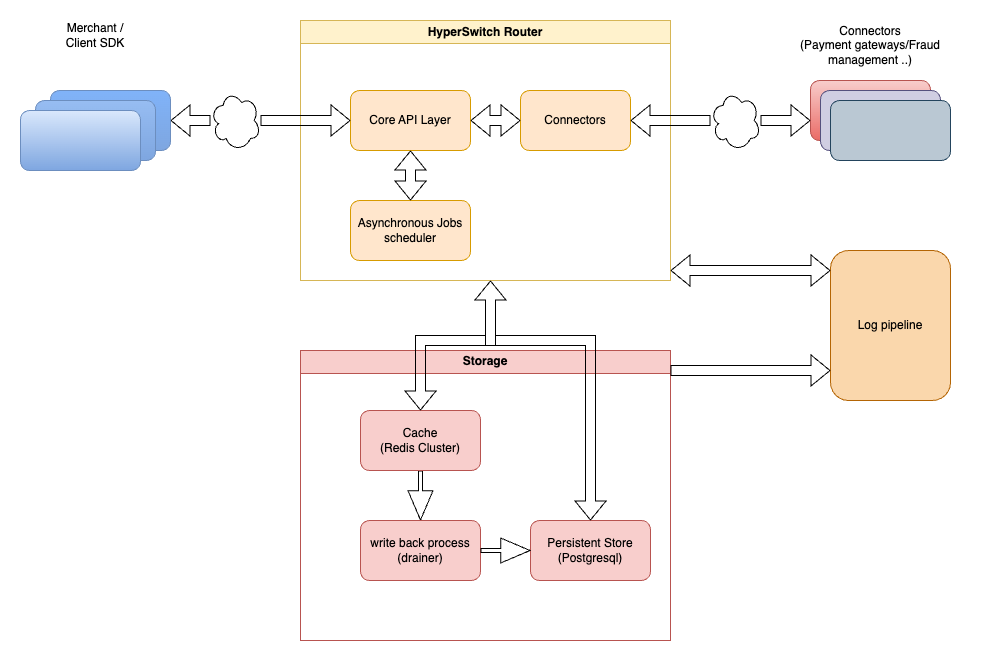 Merchant /
Client SDK
HyperSwitch Router
Connectors
(Payment gateways/Fraud
management ..)
Core API Layer
Connectors
Asynchronous Jobs
scheduler
Log pipeline
Storage
Cache
(Redis Cluster)
write back process
(drainer)
Persistent Store
(Postgresql)